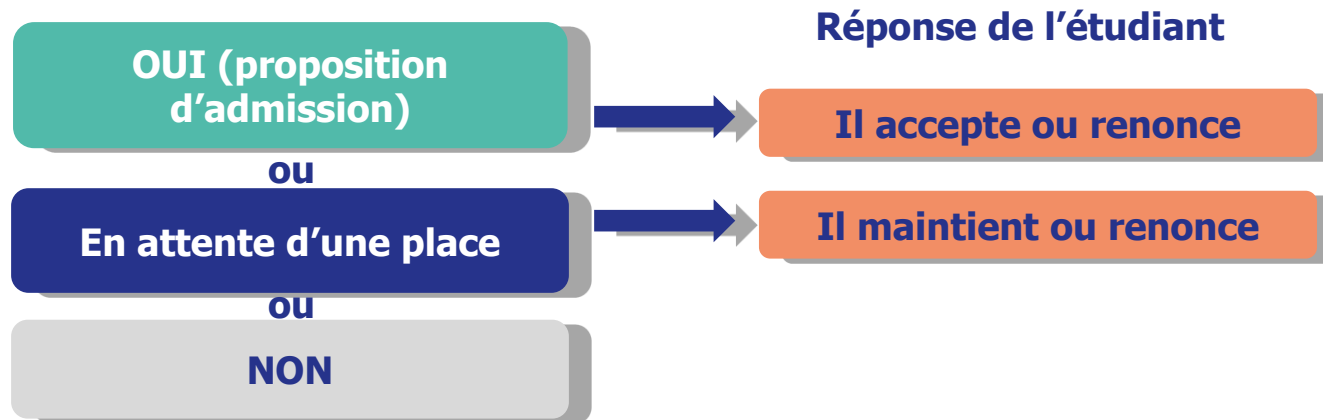 Réponse de l’étudiant
OUI (proposition
d’admission)
Il accepte ou renonce
ou
En attente d’une place
Il maintient ou renonce
ou
NON